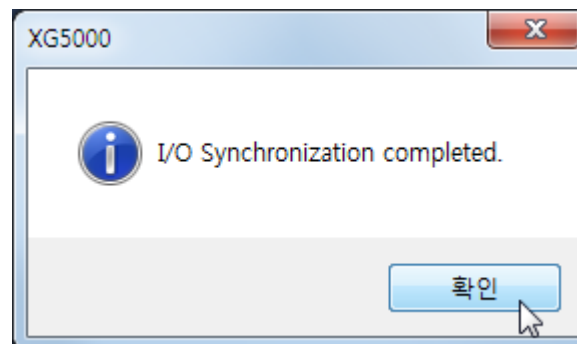 XG5000
I/O Synchronization completed.
확인